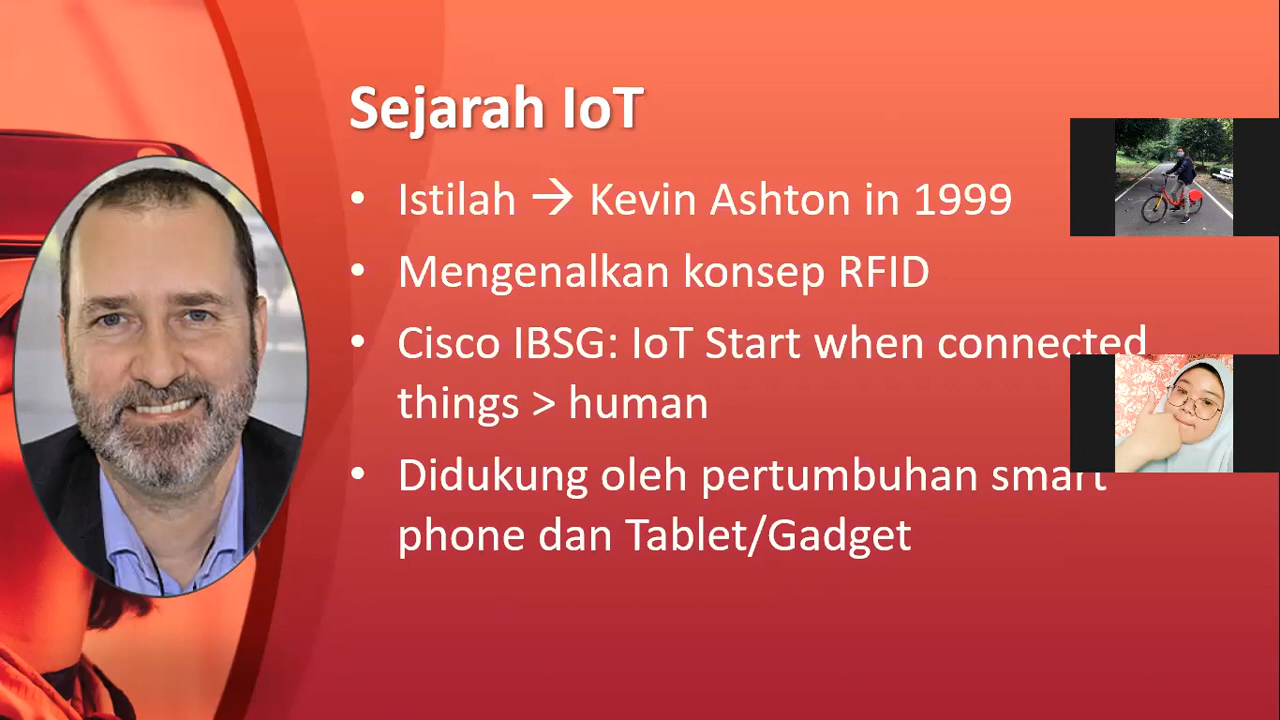 Sejarah IoT
• Istilah → Kevin Ashton in 1999
• Mengenalkan konsep RFID
• Cisco IBSG: IoT Start when connected
things > human
• Didukung oleh pertumbuhan smart
phone dan Tablet/Gadget